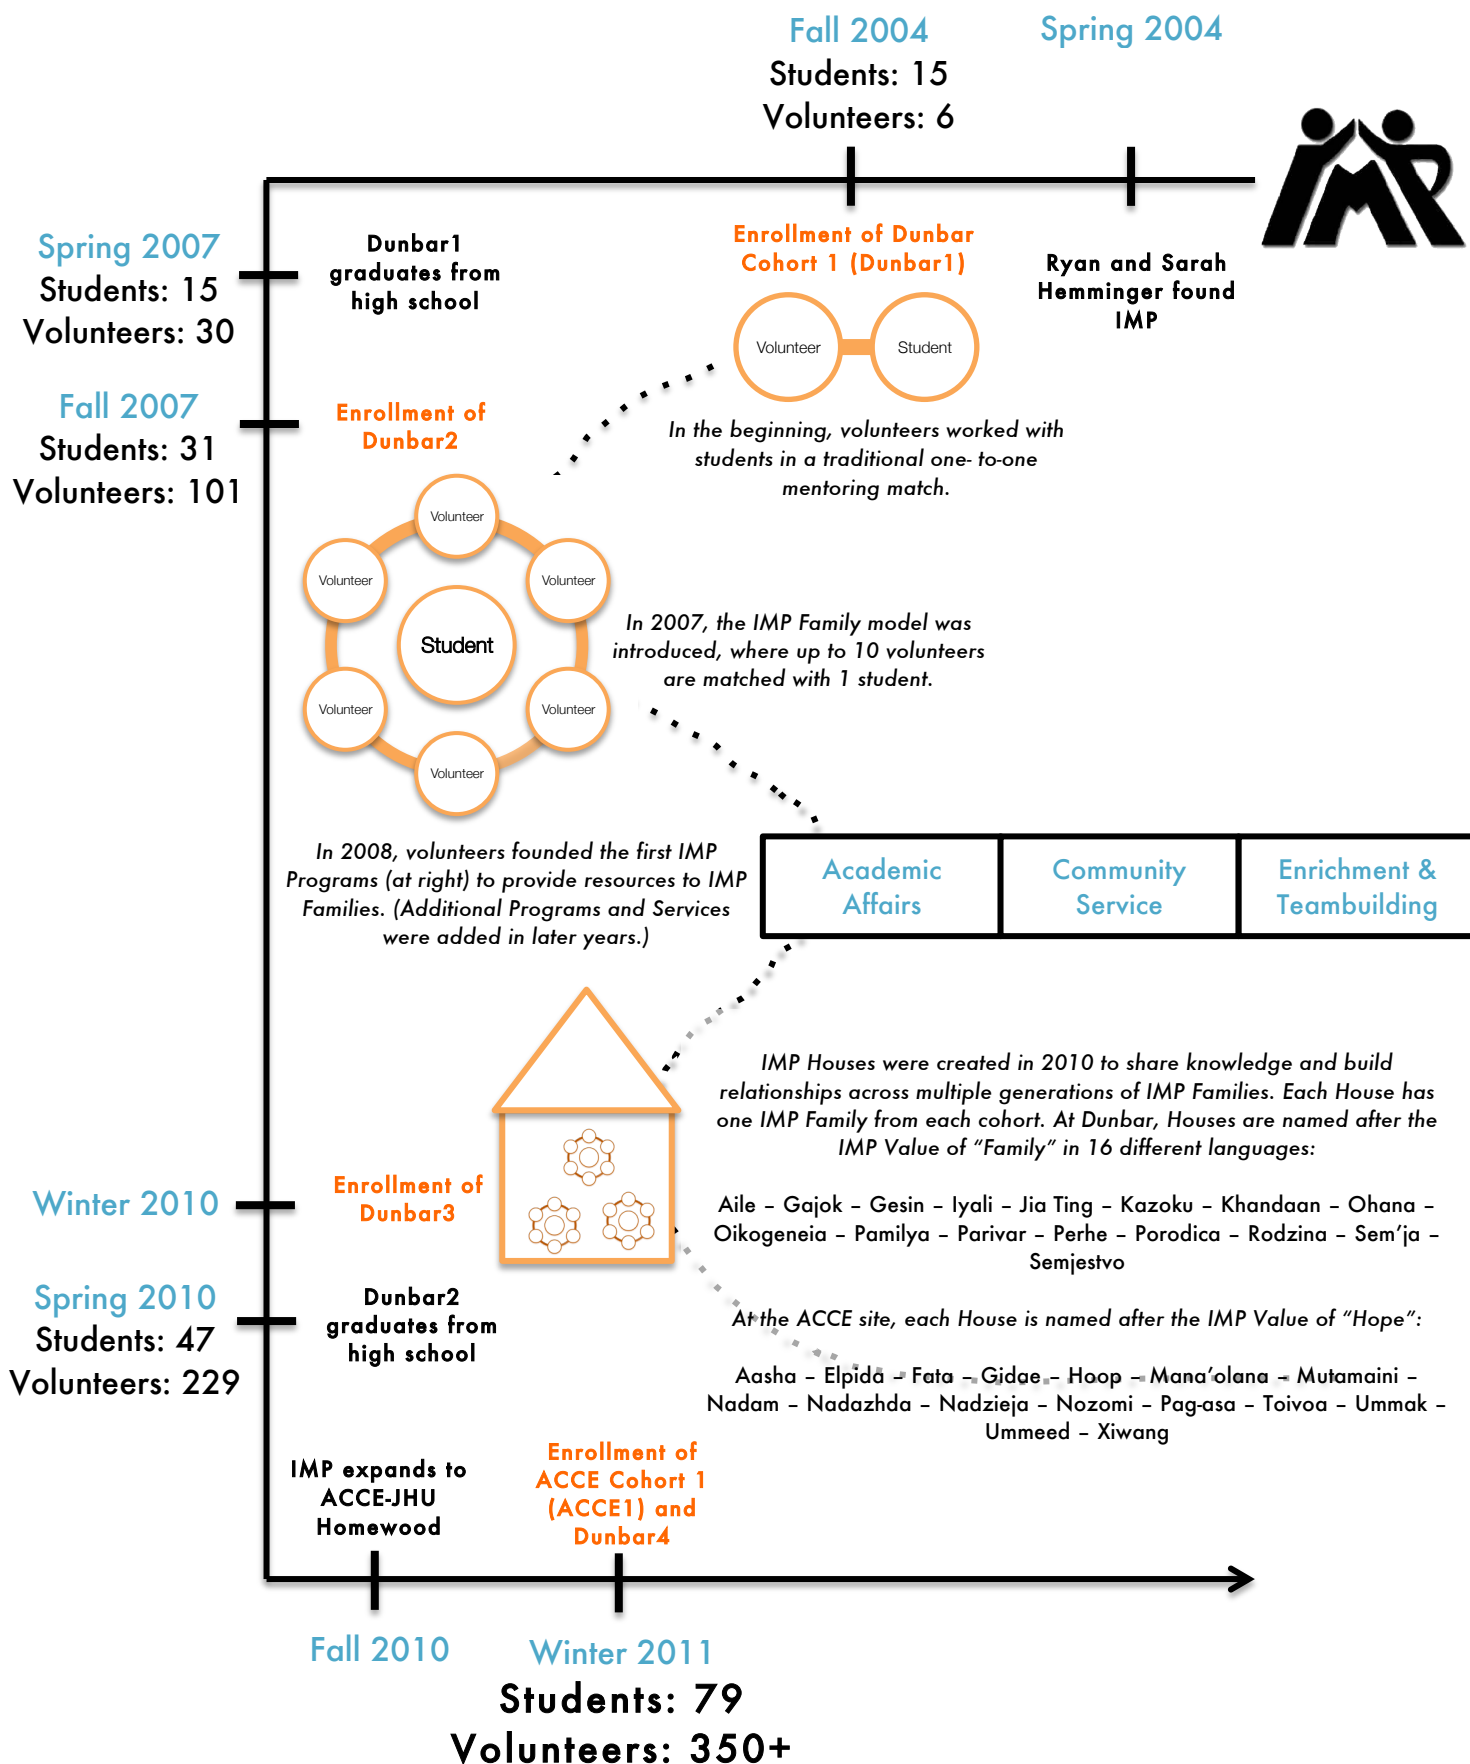 Fall 2004
Students: 15
Volunteers: 6
Spring 2004
IMP
Spring 2007
Students: 15
Volunteers: 30
Dunbar1
graduates from
high school
Enrollment of Dunbar
Cohort 1 (Dunbar1)
Ryan and Sarah
Hemminger found
IMP
Volunteer
Student
In the beginning, volunteers worked with
students in a traditional one- to-one
mentoring match.
Fall 2007
Students: 31
Volunteers: 101
Enrollment of
Dunbar2
Volunteer
Volunteer
Volunteer
Student
Volunteer
Volunteer
Volunteer
In 2007, the IMP Family model was
introduced, where up to 10 volunteers
are matched with 1 student.
In 2008, volunteers founded the first IMP
Programs (at right) to provide resources to IMP
Families. (Additional Programs and Services
were added in later years.)
Academic
Affairs
Community
Service
Enrichment &
Teambuilding
IMP Houses were created in 2010 to share knowledge and build
relationships across multiple generations of IMP Families. Each House has
one IMP Family from each cohort. At Dunbar, Houses are named after the
IMP Value of “Family” in 16 different languages:
Aile – Gajok – Gesin – Iyali – Jia Ting – Kazoku – Khandaan – Ohana –
Oikogeneia – Pamilya – Parivar – Perhe – Porodica – Rodzina – Sem’ja –
Semjestvo
At the ACCE site, each House is named after the IMP Value of “Hope”:
Aasha – Elpida – Fata – Gidae – Hoop – Mana’olana – Mutamaini –
Nadam – Nadazhda – Nadzieja – Nozomi – Pag-asa – Toivoa – Ummak –
Ummeed – Xiwang
Winter 2010
Enrollment of
Dunbar3
Spring 2010
Students: 47
Volunteers: 229
Dunbar2
graduates from
high school
IMP expands to
ACCE-JHU
Homewood
Enrollment of
ACCE Cohort 1
(ACCE1) and
Dunbar4
Fall 2010
Winter 2011
Students: 79
Volunteers: 350+